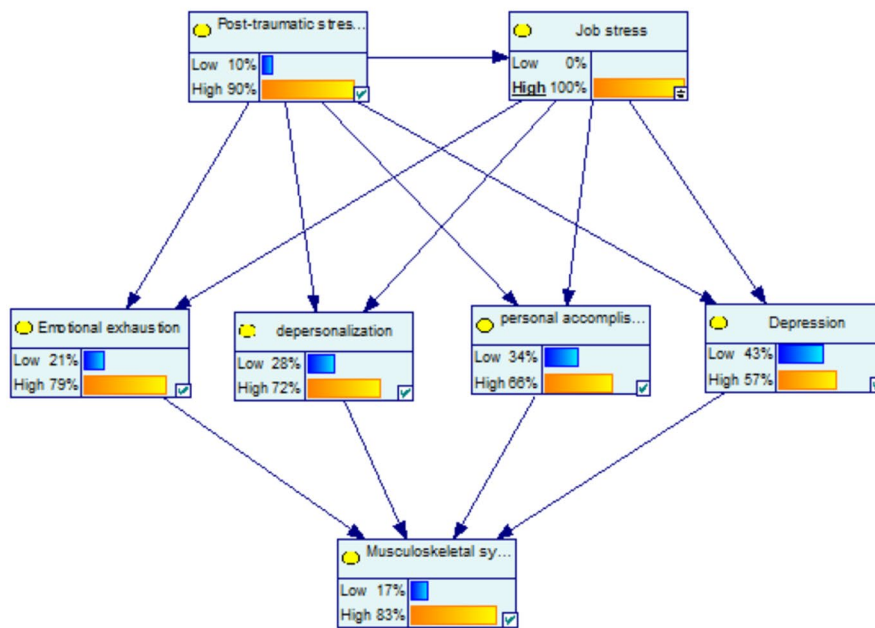 Post-traumatic stres...
Low 10%
High 90%
Job stress
Low 0%
High 100%
Emotional exhaustion
Low 21%
High 79%
depersonalization
Low 28%
High 72%
personal accomplis...
Low 34%
High 66%
Depression
Low 43%
High 57%
Musculoskeletal sy...
Low 17%
High 83%